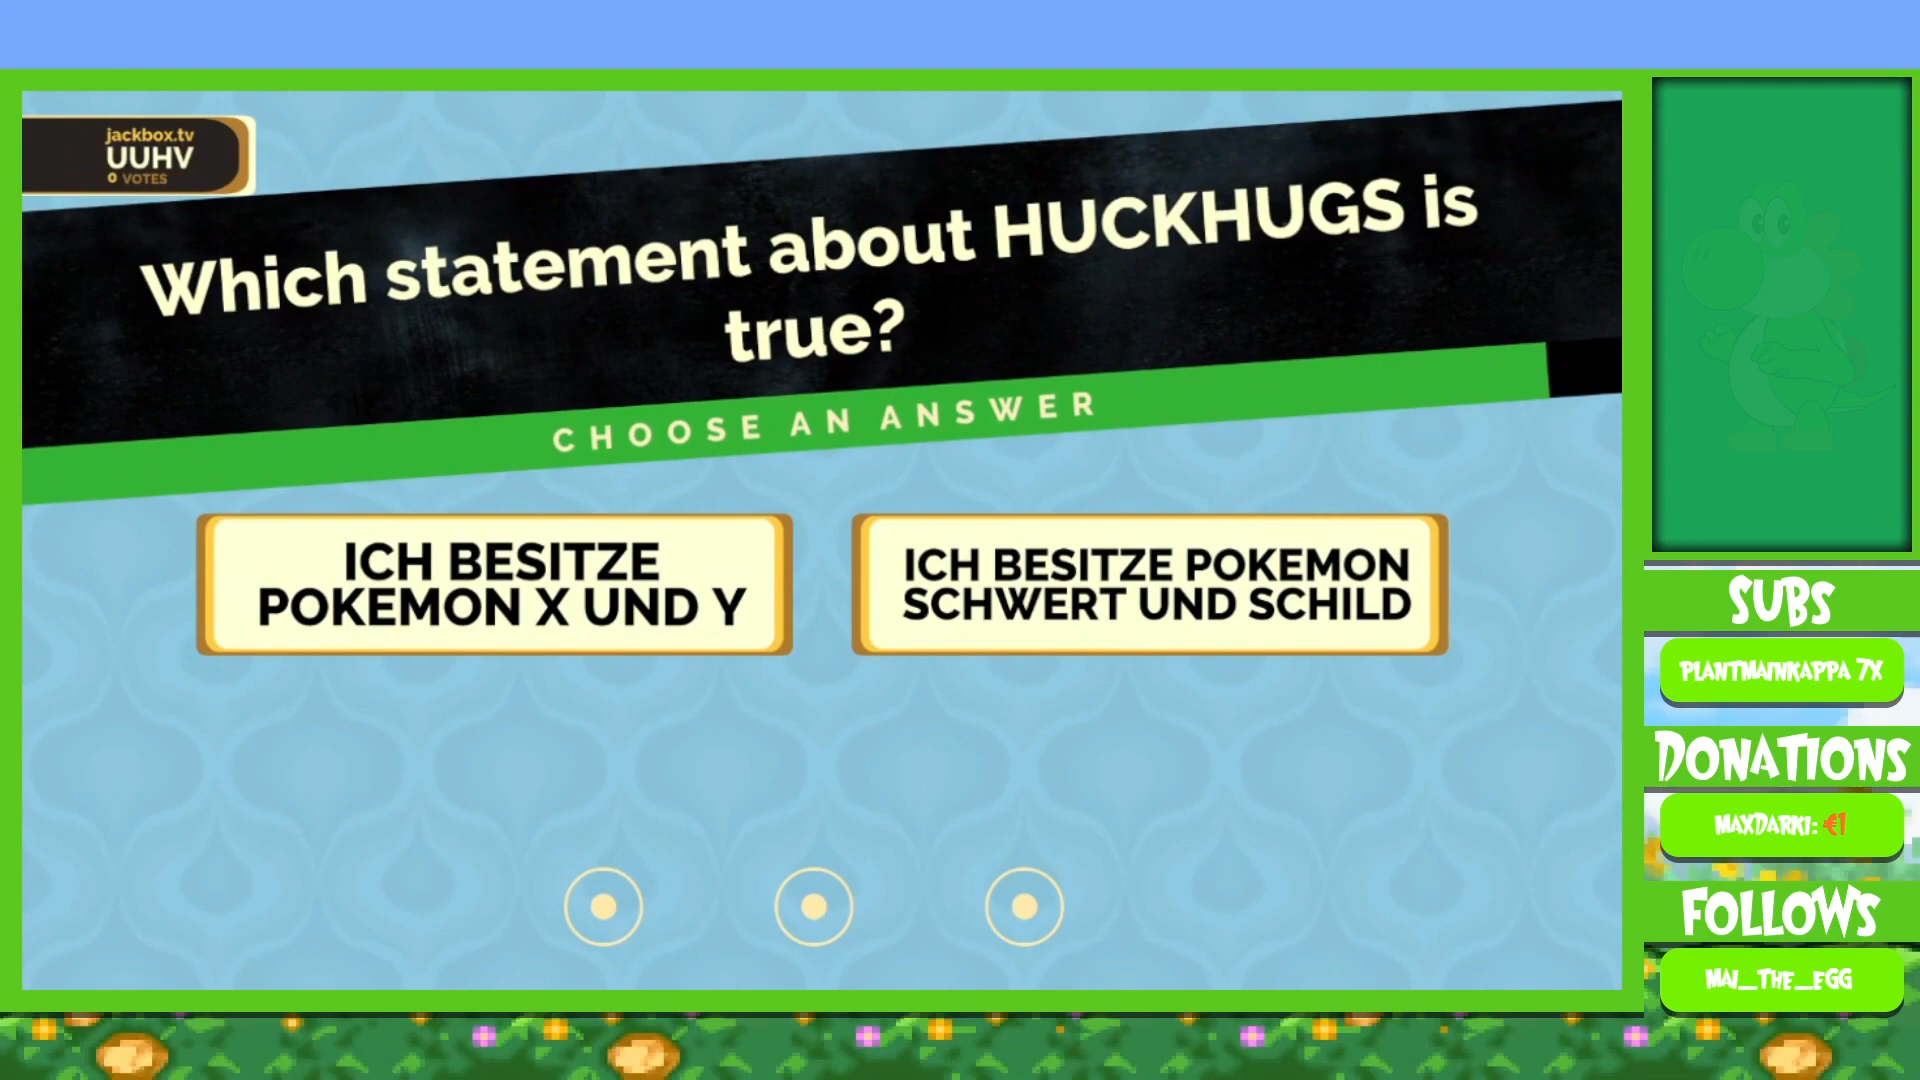 jackbox.tv
UUHV
0 VOTES
Which statement about HUCKHUGS is
true?
CHOOSE AN ANSWER
ICH BESITZE
POKEMON X UND Y
ICH BESITZE POKEMON
SCHWERT UND SCHILD
SUBS
PLANTMAINKAPPA 7X
DONATIONS
MAXDARK1: €1
FOLLOWS
MAI_THE_EGG